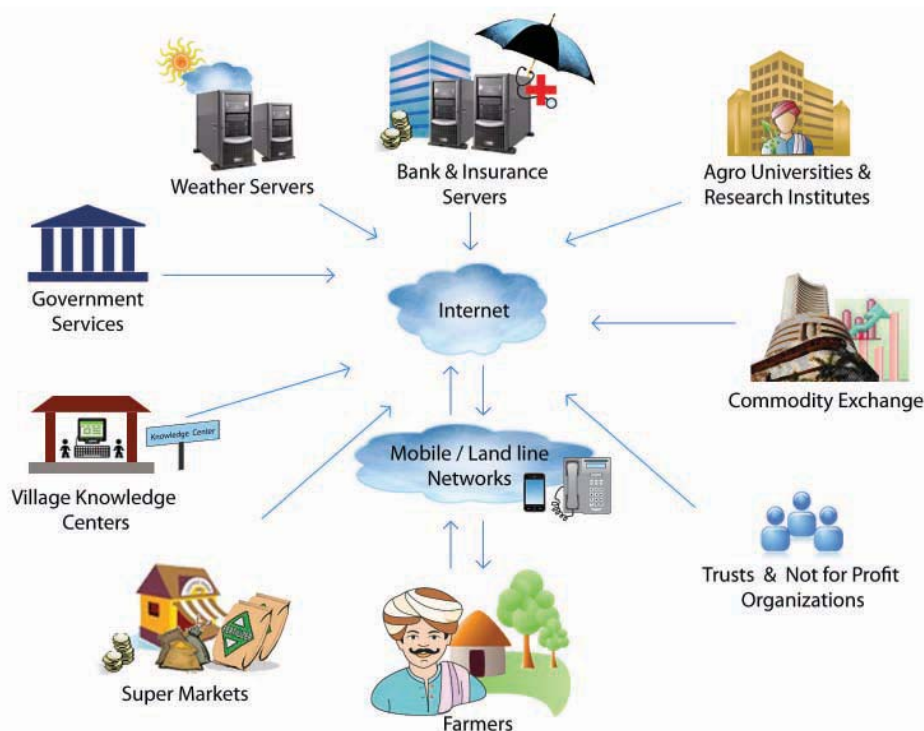 Weather Servers
Bank & Insurance
Servers
Agro Universities &
Research Institutes
Government
Services
Internet
Commodity Exchange
Knowledge Center
Village Knowledge
Centers
Mobile / Land line
Networks
Trusts & Not for Profit
Organizations
FERTILIZER
Super Markets
Farmers